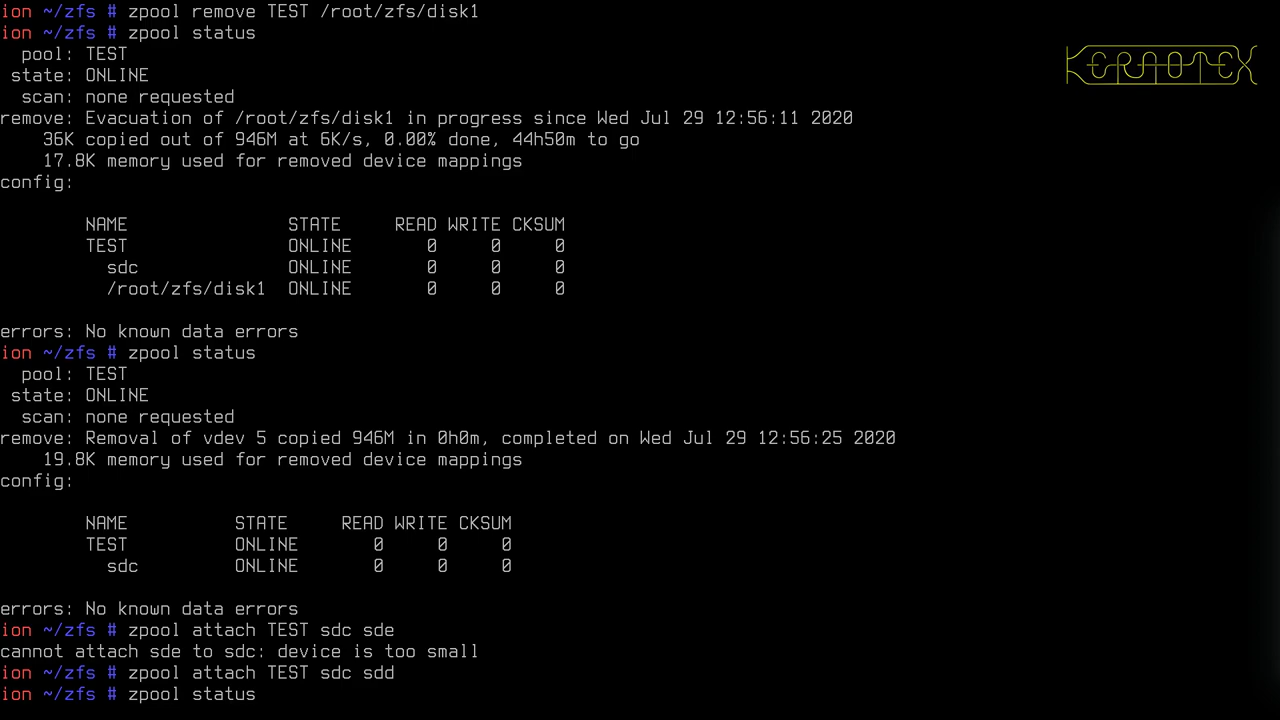 ion ~/zfs # zpool remove TEST /root/zfs/disk1
ion ~/zfs # zpool status
  pool: TEST
 state: ONLINE
  scan: none requested
remove: Evacuation of /root/zfs/disk1 in progress since Wed Jul 29 12:56:11 2020
    36K copied out of 946M at 6K/s, 0.00% done, 44h50m to go
    17.8K memory used for removed device mappings
config:

        NAME               STATE     READ WRITE CKSUM
        TEST               ONLINE       0     0     0
          sdc              ONLINE       0     0     0
          /root/zfs/disk1  ONLINE       0     0     0

errors: No known data errors
ion ~/zfs # zpool status
  pool: TEST
 state: ONLINE
  scan: none requested
remove: Removal of vdev 5 copied 946M in 0h0m, completed on Wed Jul 29 12:56:25 2020
    19.8K memory used for removed device mappings
config:

        NAME          STATE     READ WRITE CKSUM
        TEST          ONLINE       0     0     0
          sdc         ONLINE       0     0     0

errors: No known data errors
ion ~/zfs # zpool attach TEST sdc sde
cannot attach sde to sdc: device is too small
ion ~/zfs # zpool attach TEST sdc sdd
ion ~/zfs # zpool status
KERNOTEX